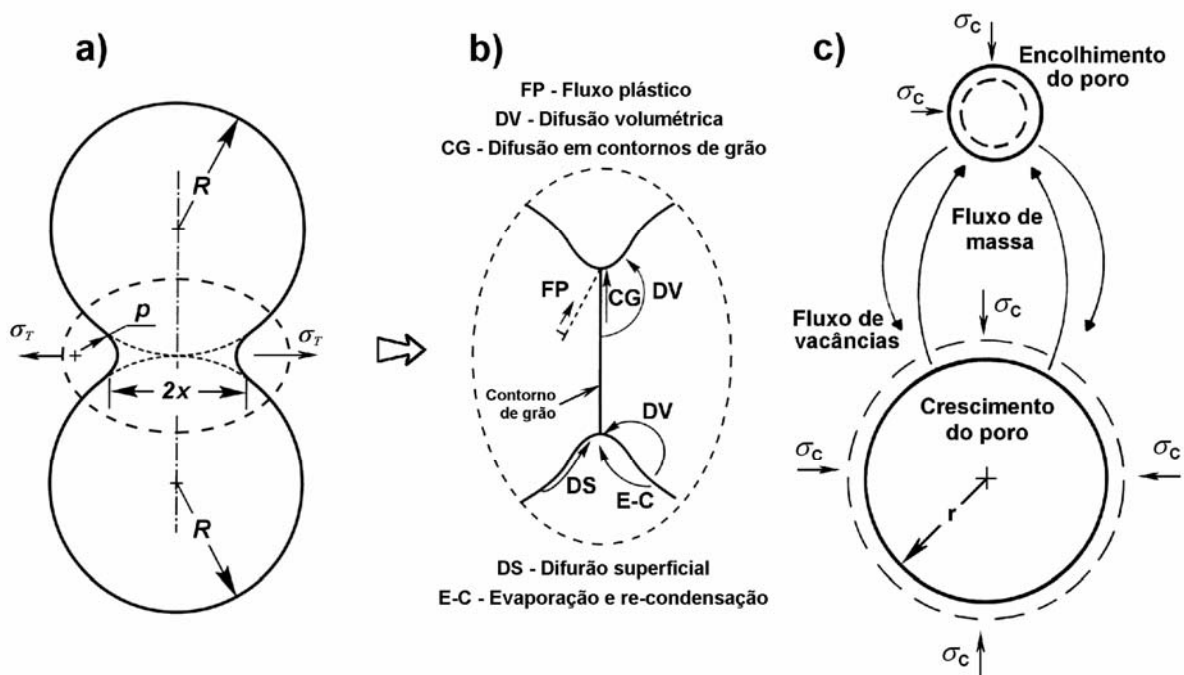 a)
R
p
σT
σT
2x
R
b)
FP - Fluxo plástico
DV - Difusão volumétrica
CG - Difusão em contornos de grão
FP
CG
DV
Contorno
de grão
DV
DS
E-C
DS - Difurão superficial
E-C - Evaporação e re-condensação
c)
σC
Encolhimento
do poro
σC
Fluxo de
massa
Fluxo de
vacâncias
σC
Crescimento
do poro
σC
σC
r
σC